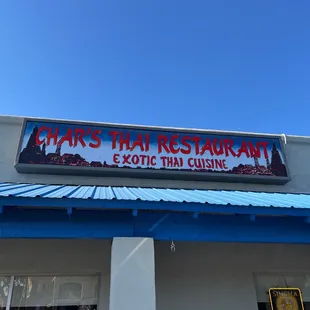 CHAR'S THAI RESTAURANT
EXOTIC THAI CUISINE